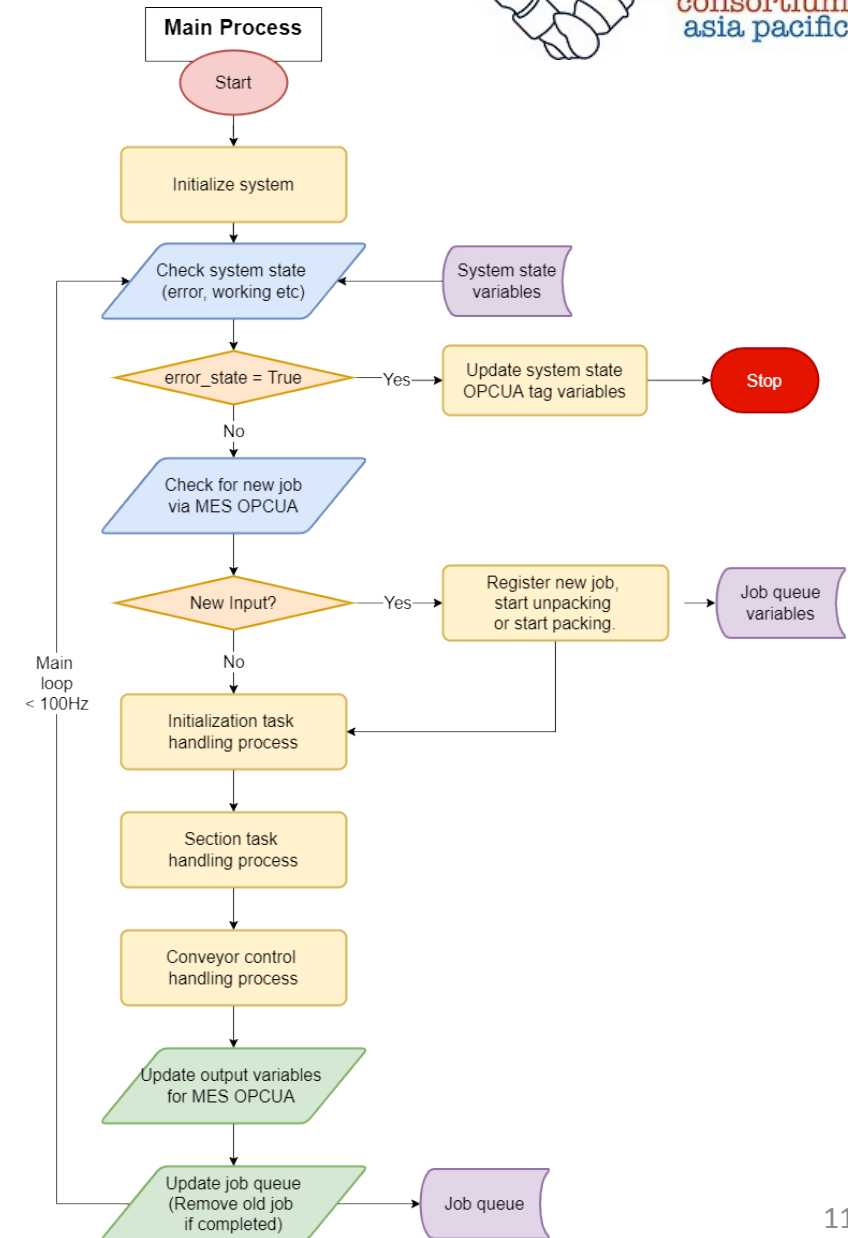 consortium
asia pacific
Main Process
Start
Initialize system
Check system state
(error, working etc)
System state
variables
error_state = True
Yes
Update system state
OPCUA tag variables
Stop
No
Check for new job
via MES OPCUA
New Input?
Yes
Register new job,
start unpacking
or start packing.
Job queue
variables
No
Main
loop
< 100Hz
Initialization task
handling process
Section task
handling process
Conveyor control
handling process
Update output variables
for MES OPCUA
Update job queue
(Remove old job
if completed)
Job queue
11